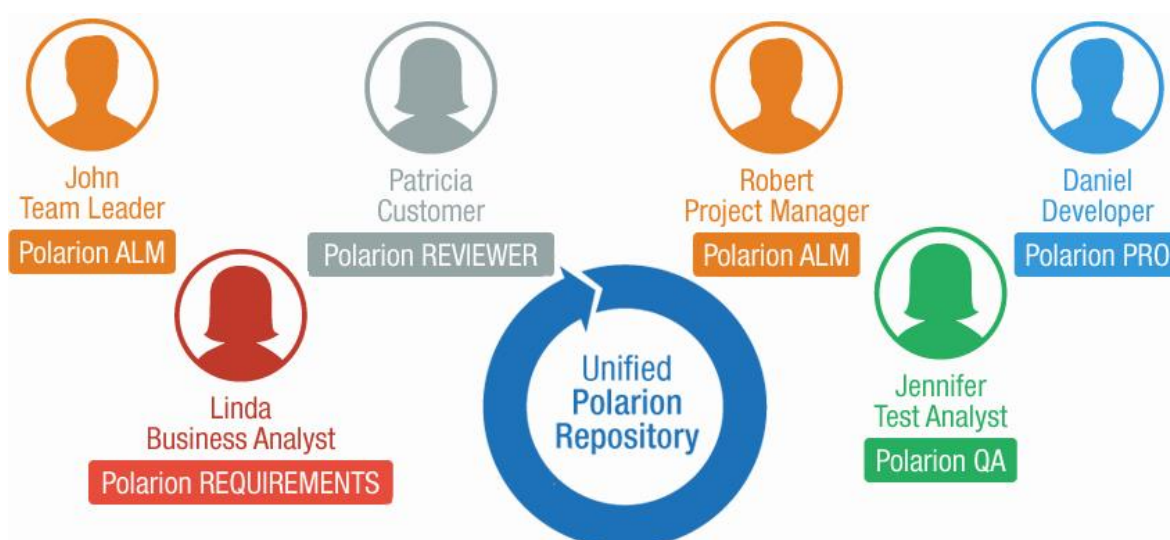 John
Team Leader
Polarion ALM
Patricia
Customer
Polarion REVIEWER
Robert
Project Manager
Polarion ALM
Daniel
Developer
Polarion PRO
Linda
Business Analyst
Polarion REQUIREMENTS
Unified
Polarion
Repository
Jennifer
Test Analyst
Polarion QA